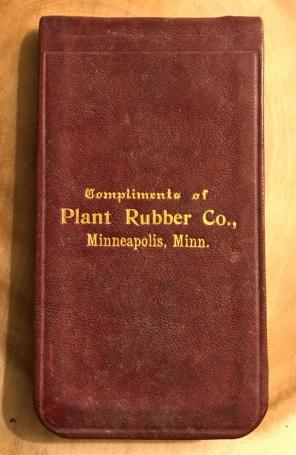 Compliments of
Plant Rubber Co.,
Minneapolis, Minn.